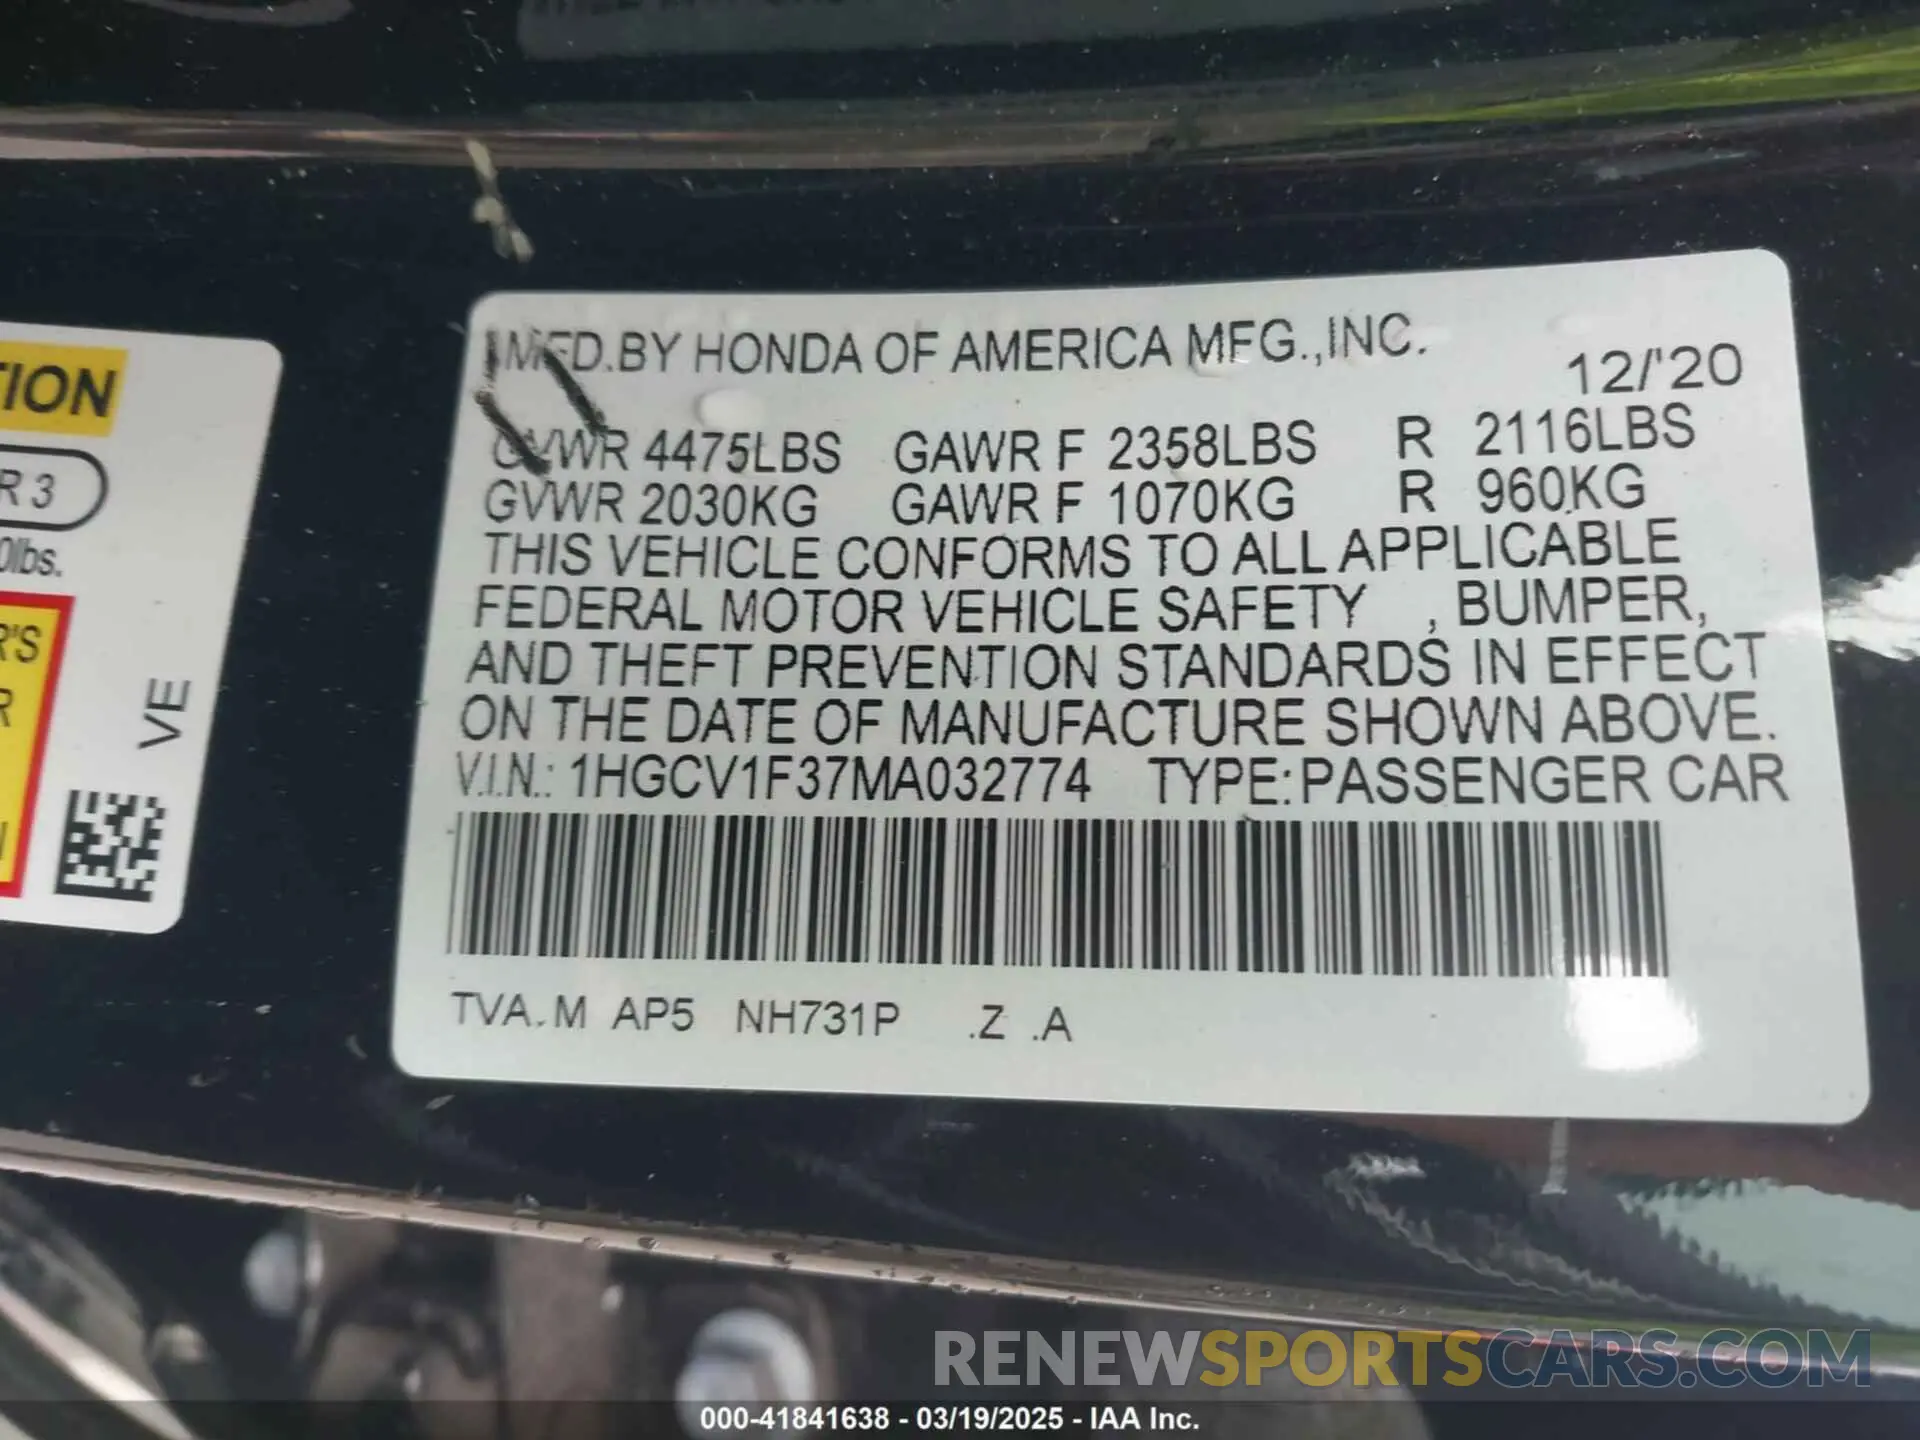 MFD.BY HONDA OF AMERICA MFG.,INC.
12/'20
GVWR 4475LBS GAWR F 2358LBS R 2116LBS
GVWR 2030KG GAWR F 1070KG R 960KG
THIS VEHICLE CONFORMS TO ALL APPLICABLE
FEDERAL MOTOR VEHICLE SAFETY , BUMPER,
AND THEFT PREVENTION STANDARDS IN EFFECT
ON THE DATE OF MANUFACTURE SHOWN ABOVE.
V.I.N.: 1HGCV1F37MA032774 TYPE:PASSENGER CAR
TVA.M AP5 NH731P .Z .A
TION
R 3
0lbs.
R'S
R
VE
RENEWSPORTSCARS.COM
000-41841638 - 03/19/2025 - IAA Inc.